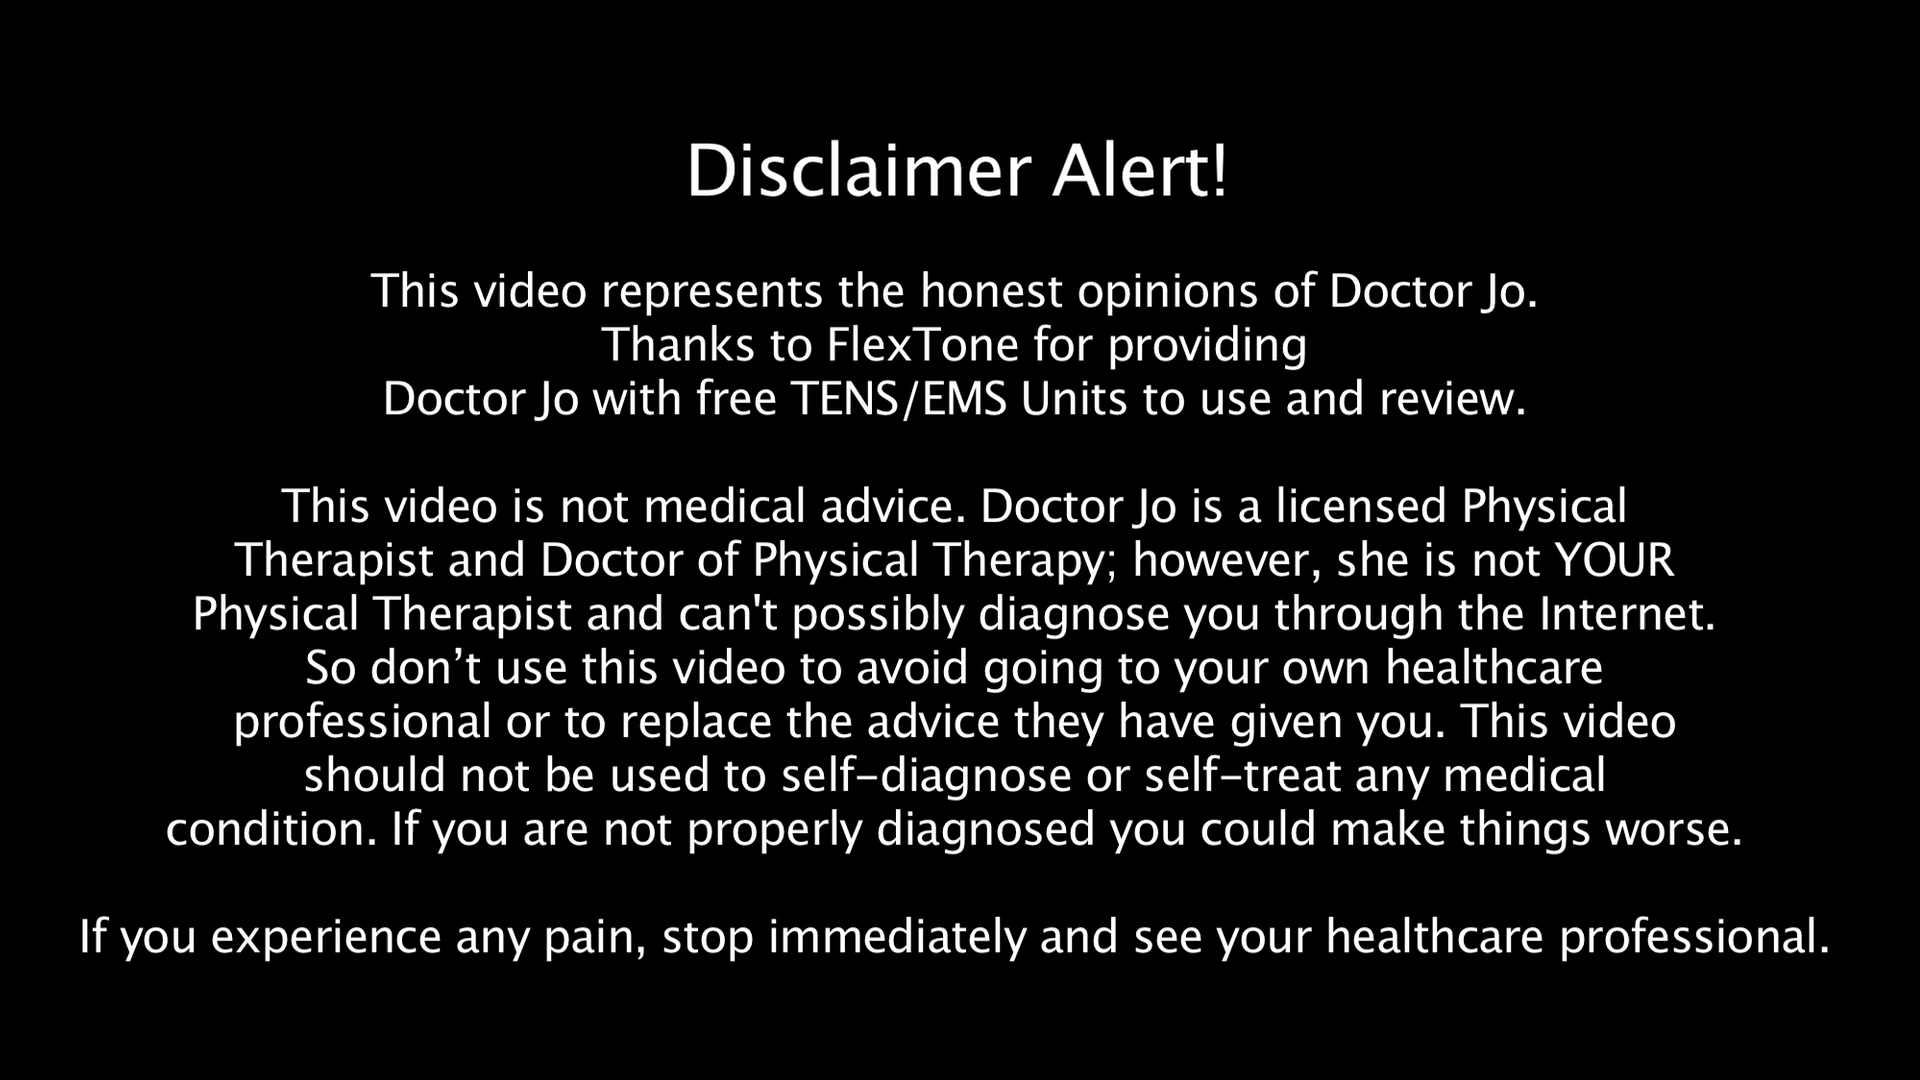 Disclaimer Alert!
This video represents the honest opinions of Doctor Jo.
Thanks to FlexTone for providing
Doctor Jo with free TENS/EMS Units to use and review.
This video is not medical advice. Doctor Jo is a licensed Physical
Therapist and Doctor of Physical Therapy; however, she is not YOUR
Physical Therapist and can't possibly diagnose you through the Internet.
So don’t use this video to avoid going to your own healthcare
professional or to replace the advice they have given you. This video
should not be used to self-diagnose or self-treat any medical
condition. If you are not properly diagnosed you could make things worse.
If you experience any pain, stop immediately and see your healthcare professional.